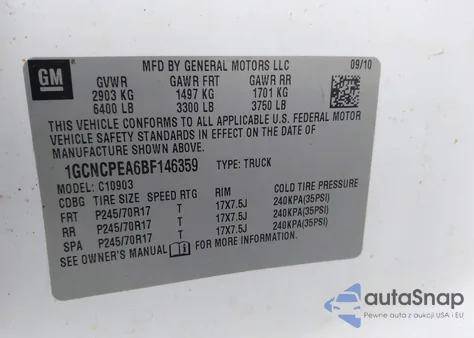 GM
MFD BY GENERAL MOTORS LLC 09/10
GVWR GAWR FRT GAWR RR
2903 KG 1497 KG 1701 KG
6400 LB 3300 LB 3750 LB
THIS VEHICLE CONFORMS TO ALL APPLICABLE U.S. FEDERAL MOTOR
VEHICLE SAFETY STANDARDS IN EFFECT ON THE DATE OF
MANUFACTURE SHOWN ABOVE.
1GCNCPEA6BF146359 TYPE: TRUCK
MODEL: C10903
CDBG TIRE SIZE SPEED RTG RIM COLD TIRE PRESSURE
FRT P245/70R17 T 17X7.5J 240KPA(35PSI)
RR P245/70R17 T 17X7.5J 240KPA(35PSI)
SPA P245/70R17 T 17X7.5J 240KPA(35PSI)
SEE OWNER'S MANUAL FOR MORE INFORMATION.
autoSnap
Pewne auta z aukcji USA i EU